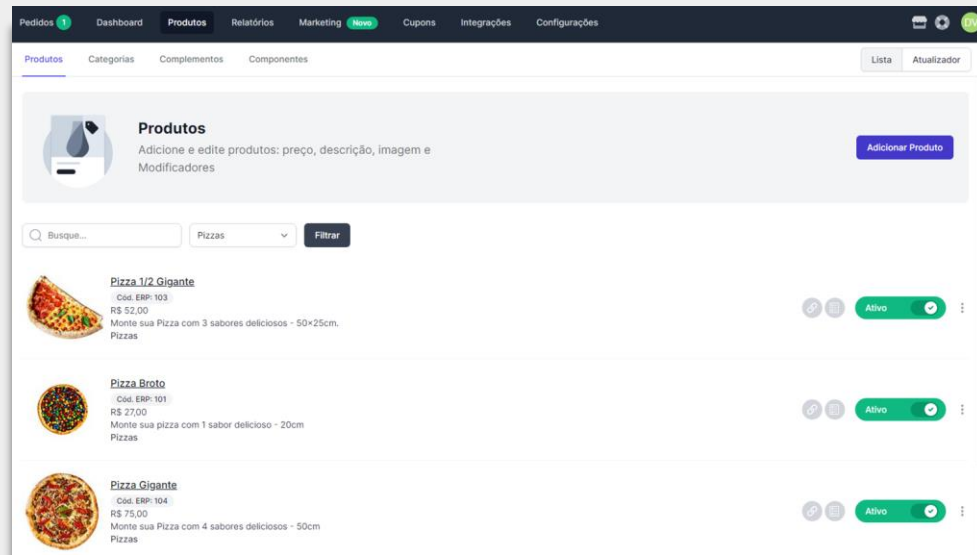 Pedidos 1 Dashboard Produtos Relatórios Marketing Novo Cupons Integrações Configurações DV
Produtos Categorias Complementos Componentes Lista Atualizador
Produtos
Adicione e edite produtos: preço, descrição, imagem e
Modificadores
Adicionar Produto
Busque... Pizzas Filtrar
Pizza 1/2 Gigante
Cód. ERP: 103
R$ 52,00
Monte sua Pizza com 3 sabores deliciosos - 50x25cm.
Pizzas
Ativo
Pizza Broto
Cód. ERP: 101
R$ 27,00
Monte sua pizza com 1 sabor delicioso - 20cm
Pizzas
Ativo
Pizza Gigante
Cód. ERP: 104
R$ 75,00
Monte sua Pizza com 4 sabores deliciosos - 50cm
Pizzas
Ativo